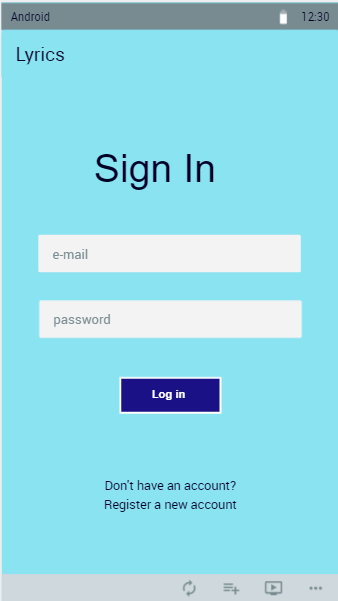 Android 12:30
Lyrics
Sign In
e-mail
password
Log in
Don't have an account?
Register a new account